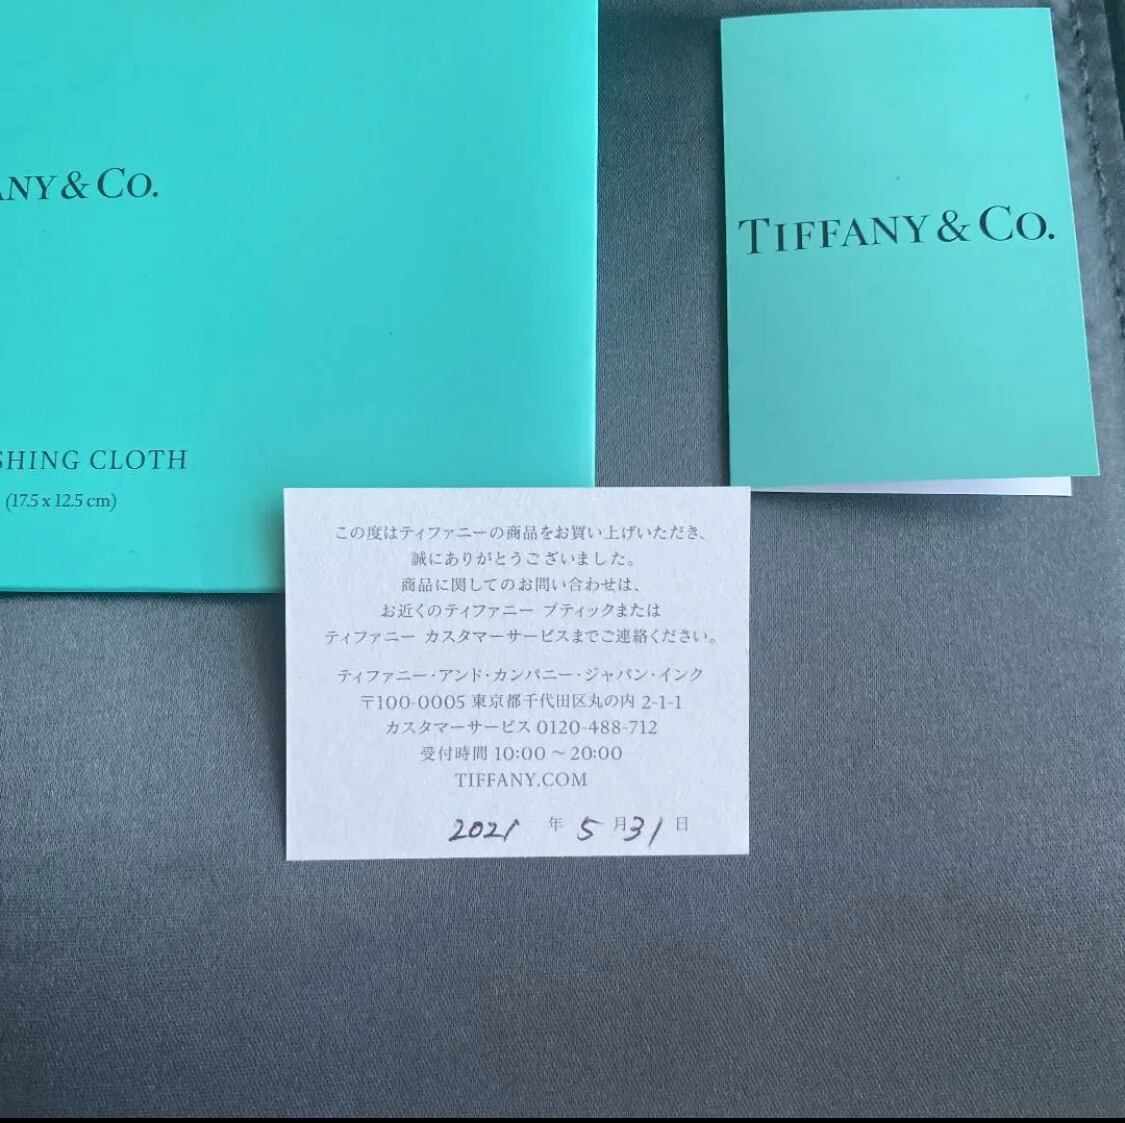 ANY & CO.
SHING CLOTH
(17.5 x 12.5 cm)
TIFFANY & CO.
この度はティファニーの商品をお買い上げいただき、
誠にありがとうございました。
商品に関してのお問い合わせは、
お近くのティファニー ブティックまたは
ティファニー カスタマーサービスまでご連絡ください。
ティファニー・アンド・カンパニー・ジャパン・インク
〒100-0005 東京都千代田区丸の内 2-1-1
カスタマーサービス 0120-488-712
受付時間 10:00 ～ 20:00
TIFFANY.COM
2021 年 5 月 31 日